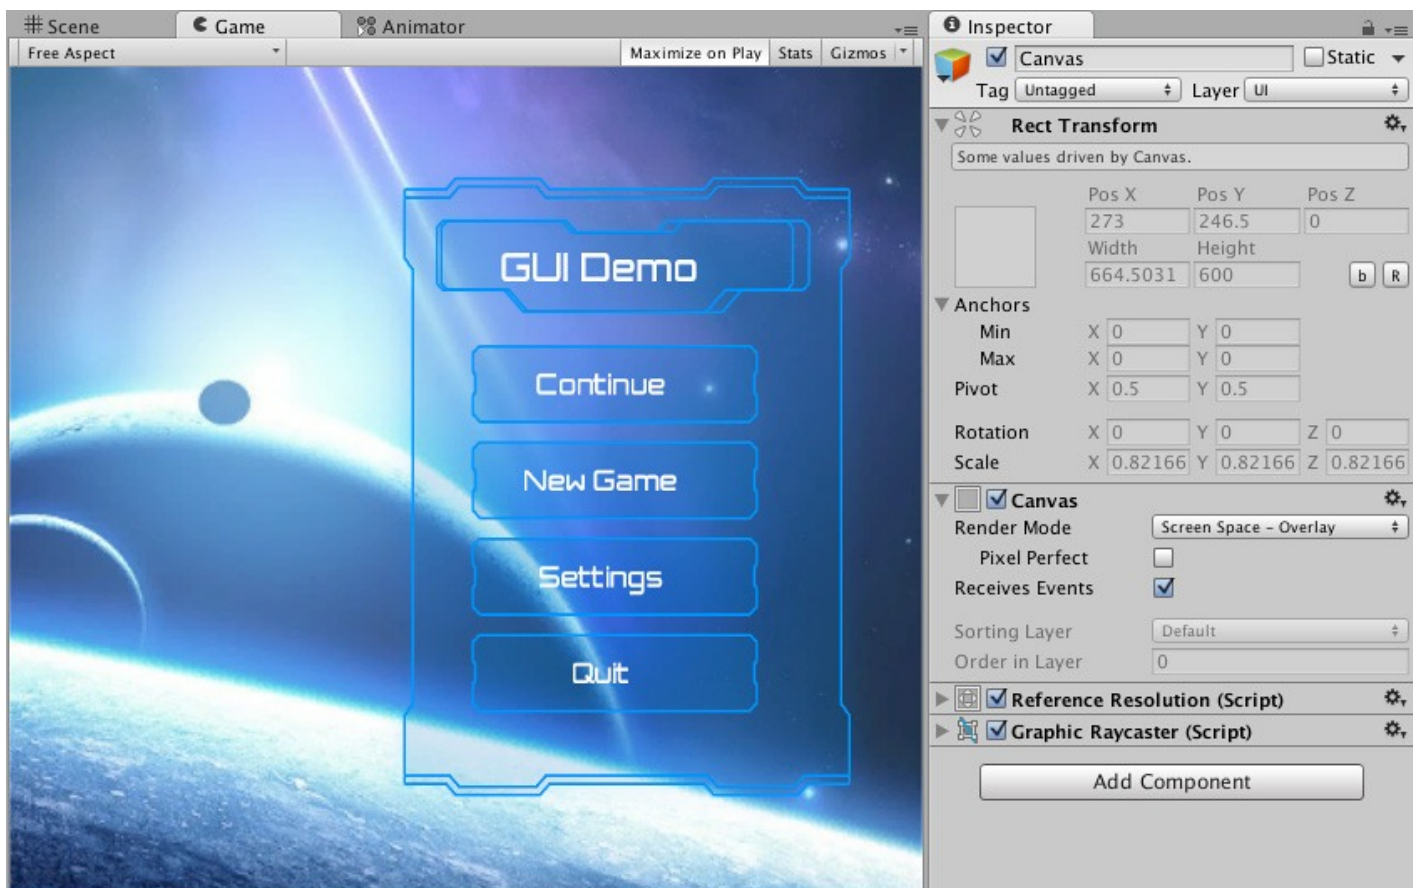 Scene Game Animator
Free Aspect Maximize on Play Stats Gizmos
GUI Demo
Continue
New Game
Settings
Quit
Inspector
Canvas Static
Tag Untagged Layer UI
Rect Transform
Some values driven by Canvas.
Pos X Pos Y Pos Z
273 246.5 0
Width Height
664.5031 600 b R
Anchors
Min X 0 Y 0
Max X 0 Y 0
Pivot X 0.5 Y 0.5
Rotation X 0 Y 0 Z 0
Scale X 0.82166 Y 0.82166 Z 0.82166
Canvas
Render Mode Screen Space - Overlay
Pixel Perfect
Receives Events
Sorting Layer Default
Order in Layer 0
Reference Resolution (Script)
Graphic Raycaster (Script)
Add Component